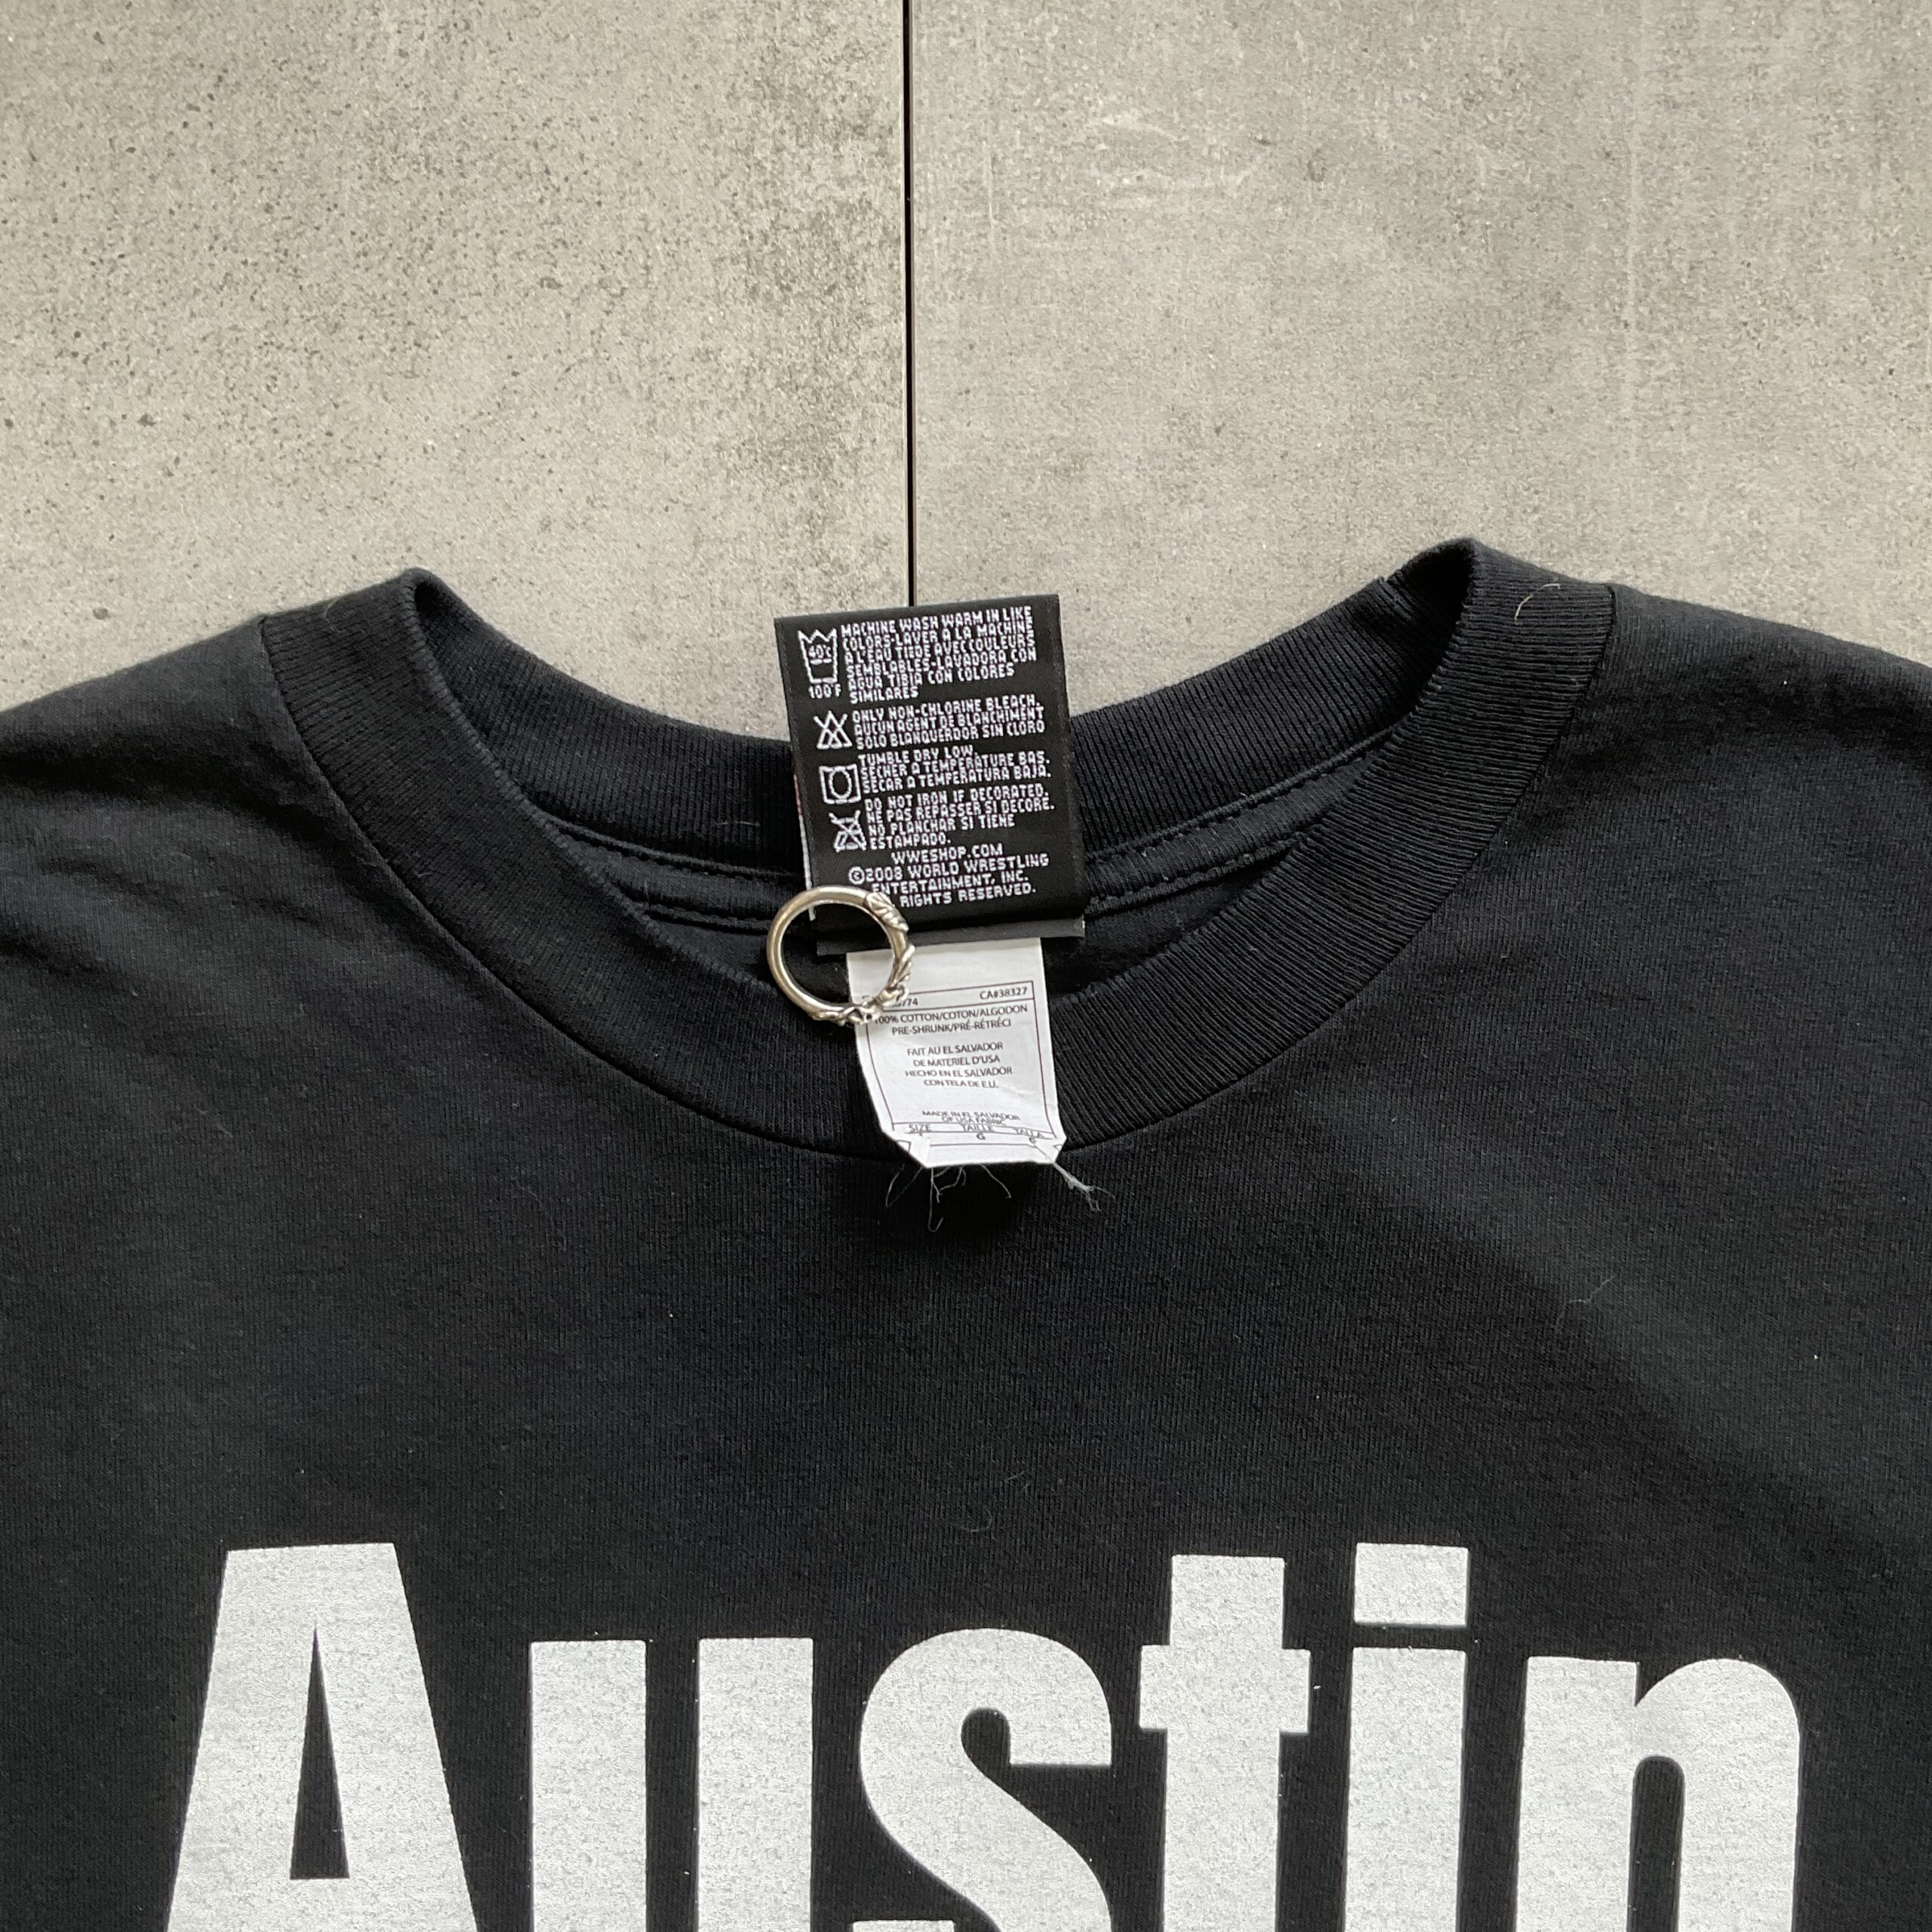 MACHINE WASH WARM IN LIKE
COLORS-LAVER A LA MACHINE
A L'EAU TIEDE AVECCOULEURS
SEMBLABLES-LAVADORA CON
AGUA TIBIA CON COLORES
SIMILARES
40°
100°F
ONLY NON-CHLORINE BLEACH.
AUCUN AGENT DE BLANCHIMENT
SOLO BLANQUEADOR SIN CLORO
TUMBLE DRY LOW.
SECHER A TEMPERATURE BAS.
SECAR A TEMPERATURA BAJA.
DO NOT IRON IF DECORATED.
NE PAS REPASSER SI DECORE.
NO PLANCHAR SI TIENE
ESTAMPADO.
WWESHOP.COM
©2008 WORLD WRESTLING
ENTERTAINMENT, INC.
RIGHTS RESERVED.
/74 CA#38327
100% COTTON/COTON/ALGODON
PRE-SHRUNK/PRÉ-RÉTRÉCI
FAIT AU EL SALVADOR
DE MATERIEL D'USA
HECHO EN EL SALVADOR
CON TELA DE E.U.
MADE IN EL SALVADOR
OF USA FABRIC
SIZE TAILLE TALLA
G G
Austin